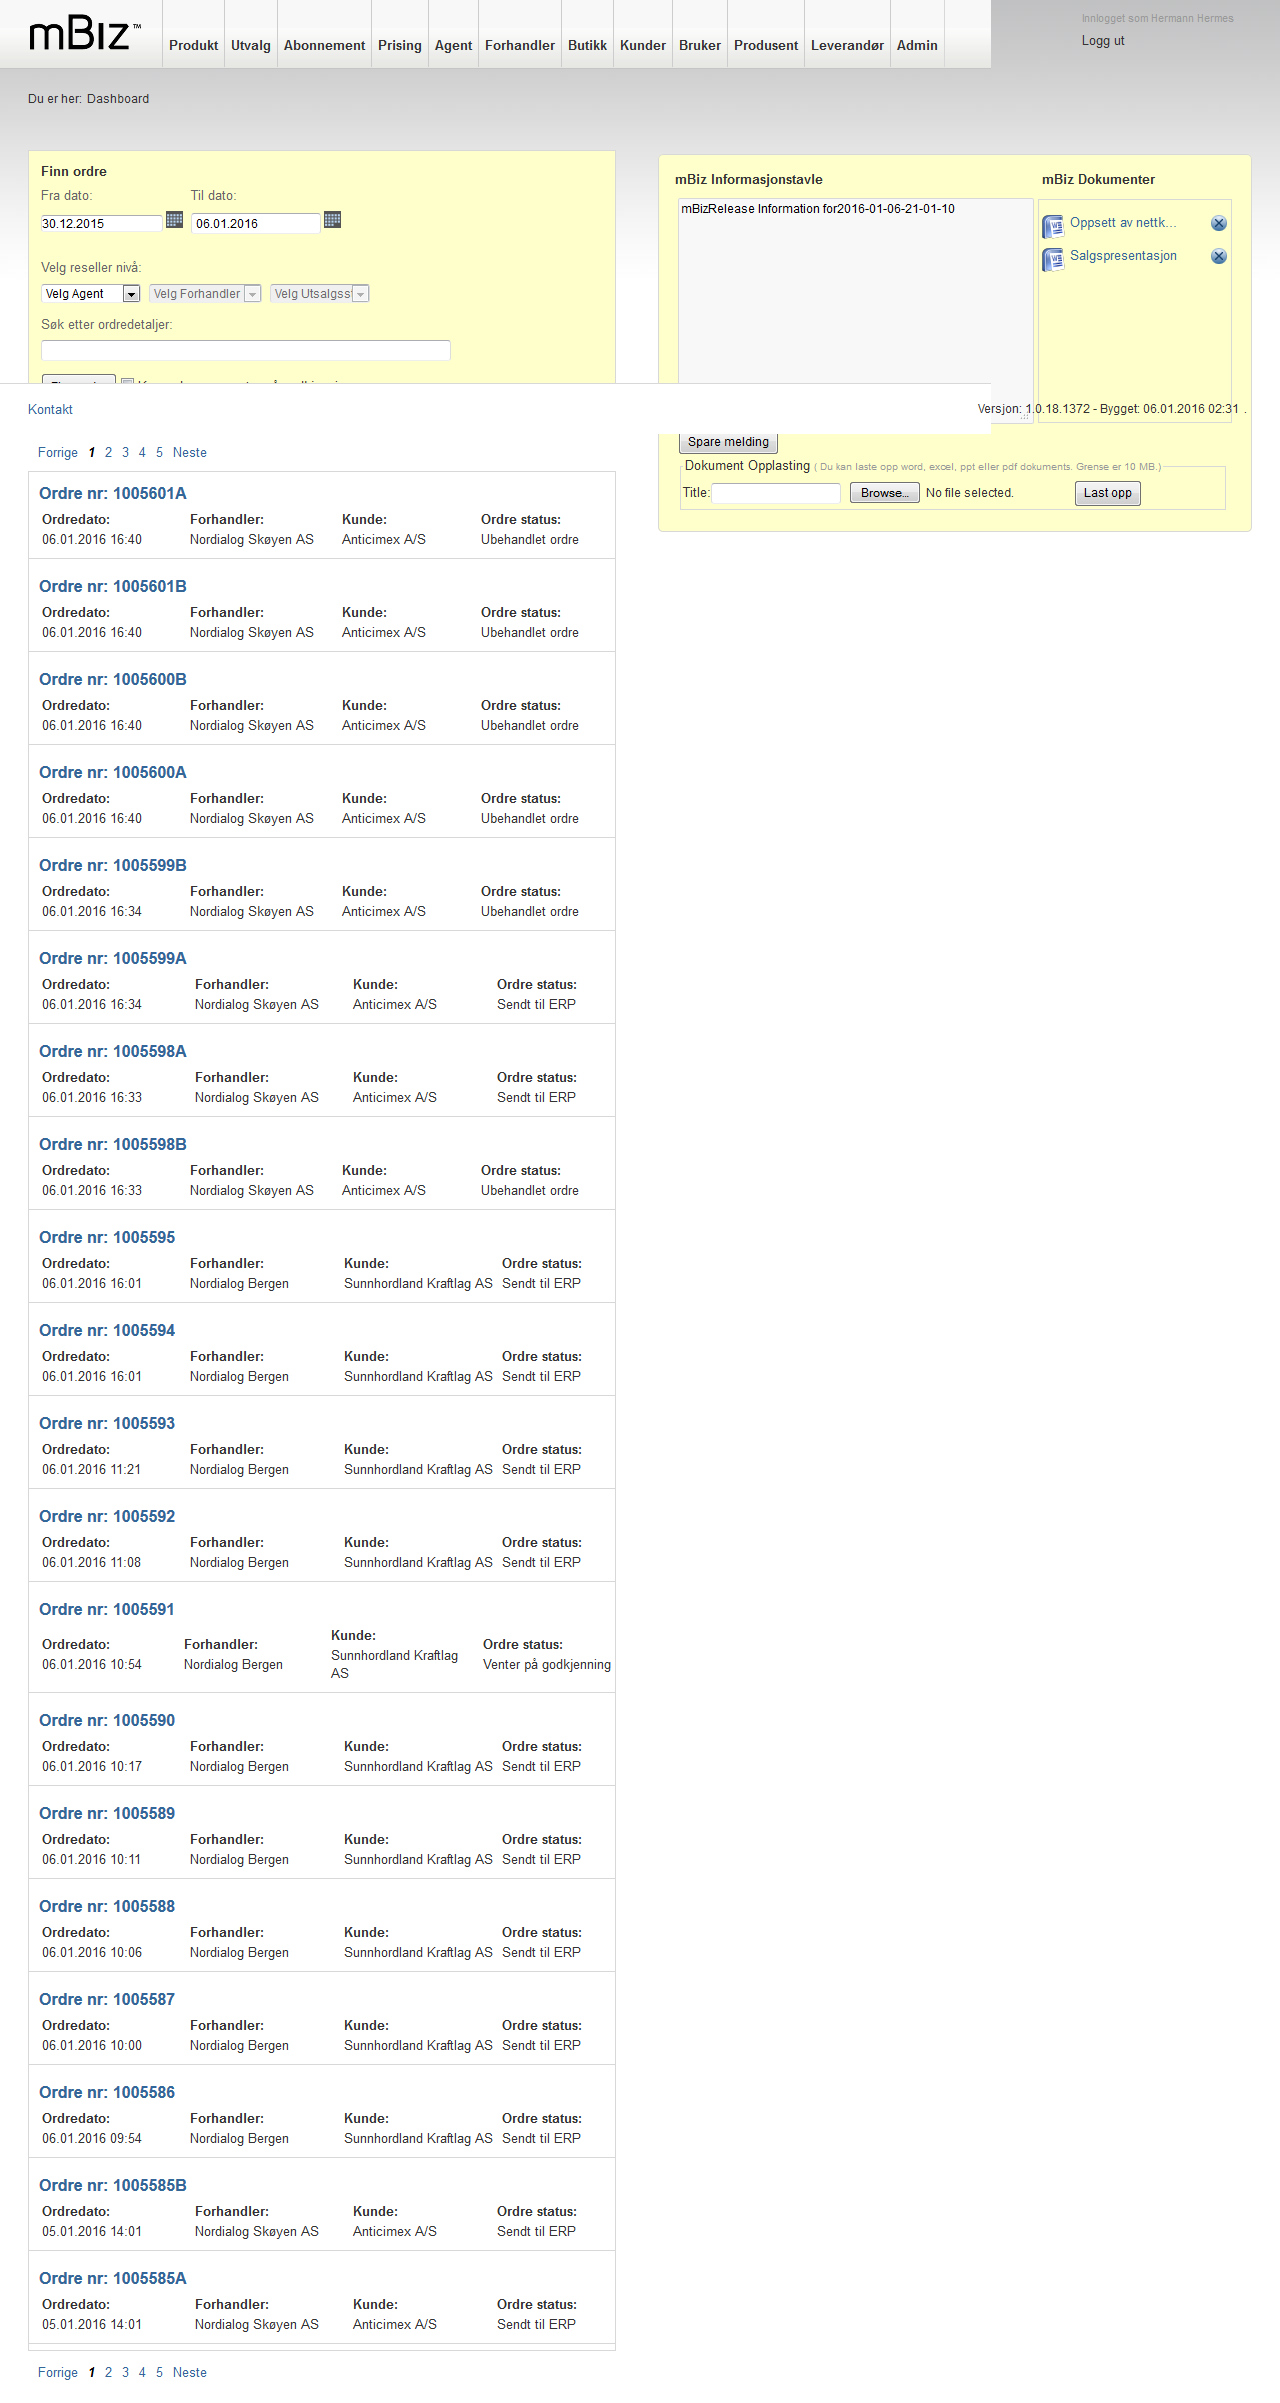 mBiz™
Produkt Utvalg Abonnement Prising Agent Forhandler Butikk Kunder Bruker Produsent Leverandør Admin
Innlogget som Hermann Hermes
Logg ut
Du er her: Dashboard
Finn ordre
Fra dato: Til dato:
30.12.2015 06.01.2016
Velg reseller nivå:
Velg Agent Velg Forhandler Velg Utsalgss
Søk etter ordredetaljer:
mBiz Informasjonstavle
mBizRelease Information for2016-01-06-21-01-10
mBiz Dokumenter
Oppsett av nettk...
Salgspresentasjon
Kontakt
Versjon: 1.0.18.1372 - Bygget: 06.01.2016 02:31 .
Spare melding
Dokument Opplasting ( Du kan laste opp word, excel, ppt eller pdf dokuments. Grense er 10 MB.)
Title: Browse... No file selected. Last opp
Forrige 1 2 3 4 5 Neste
Ordre nr: 1005601A
Ordredato: Forhandler: Kunde: Ordre status:
06.01.2016 16:40 Nordialog Skøyen AS Anticimex A/S Ubehandlet ordre
Ordre nr: 1005601B
Ordredato: Forhandler: Kunde: Ordre status:
06.01.2016 16:40 Nordialog Skøyen AS Anticimex A/S Ubehandlet ordre
Ordre nr: 1005600B
Ordredato: Forhandler: Kunde: Ordre status:
06.01.2016 16:40 Nordialog Skøyen AS Anticimex A/S Ubehandlet ordre
Ordre nr: 1005600A
Ordredato: Forhandler: Kunde: Ordre status:
06.01.2016 16:40 Nordialog Skøyen AS Anticimex A/S Ubehandlet ordre
Ordre nr: 1005599B
Ordredato: Forhandler: Kunde: Ordre status:
06.01.2016 16:34 Nordialog Skøyen AS Anticimex A/S Ubehandlet ordre
Ordre nr: 1005599A
Ordredato: Forhandler: Kunde: Ordre status:
06.01.2016 16:34 Nordialog Skøyen AS Anticimex A/S Sendt til ERP
Ordre nr: 1005598A
Ordredato: Forhandler: Kunde: Ordre status:
06.01.2016 16:33 Nordialog Skøyen AS Anticimex A/S Sendt til ERP
Ordre nr: 1005598B
Ordredato: Forhandler: Kunde: Ordre status:
06.01.2016 16:33 Nordialog Skøyen AS Anticimex A/S Ubehandlet ordre
Ordre nr: 1005595
Ordredato: Forhandler: Kunde: Ordre status:
06.01.2016 16:01 Nordialog Bergen Sunnhordland Kraftlag AS Sendt til ERP
Ordre nr: 1005594
Ordredato: Forhandler: Kunde: Ordre status:
06.01.2016 16:01 Nordialog Bergen Sunnhordland Kraftlag AS Sendt til ERP
Ordre nr: 1005593
Ordredato: Forhandler: Kunde: Ordre status:
06.01.2016 11:21 Nordialog Bergen Sunnhordland Kraftlag AS Sendt til ERP
Ordre nr: 1005592
Ordredato: Forhandler: Kunde: Ordre status:
06.01.2016 11:08 Nordialog Bergen Sunnhordland Kraftlag AS Sendt til ERP
Ordre nr: 1005591
Ordredato: Forhandler: Kunde: Ordre status:
06.01.2016 10:54 Nordialog Bergen Sunnhordland Kraftlag AS Venter på godkjenning
Ordre nr: 1005590
Ordredato: Forhandler: Kunde: Ordre status:
06.01.2016 10:17 Nordialog Bergen Sunnhordland Kraftlag AS Sendt til ERP
Ordre nr: 1005589
Ordredato: Forhandler: Kunde: Ordre status:
06.01.2016 10:11 Nordialog Bergen Sunnhordland Kraftlag AS Sendt til ERP
Ordre nr: 1005588
Ordredato: Forhandler: Kunde: Ordre status:
06.01.2016 10:06 Nordialog Bergen Sunnhordland Kraftlag AS Sendt til ERP
Ordre nr: 1005587
Ordredato: Forhandler: Kunde: Ordre status:
06.01.2016 10:00 Nordialog Bergen Sunnhordland Kraftlag AS Sendt til ERP
Ordre nr: 1005586
Ordredato: Forhandler: Kunde: Ordre status:
06.01.2016 09:54 Nordialog Bergen Sunnhordland Kraftlag AS Sendt til ERP
Ordre nr: 1005585B
Ordredato: Forhandler: Kunde: Ordre status:
05.01.2016 14:01 Nordialog Skøyen AS Anticimex A/S Sendt til ERP
Ordre nr: 1005585A
Ordredato: Forhandler: Kunde: Ordre status:
05.01.2016 14:01 Nordialog Skøyen AS Anticimex A/S Sendt til ERP
Forrige 1 2 3 4 5 Neste